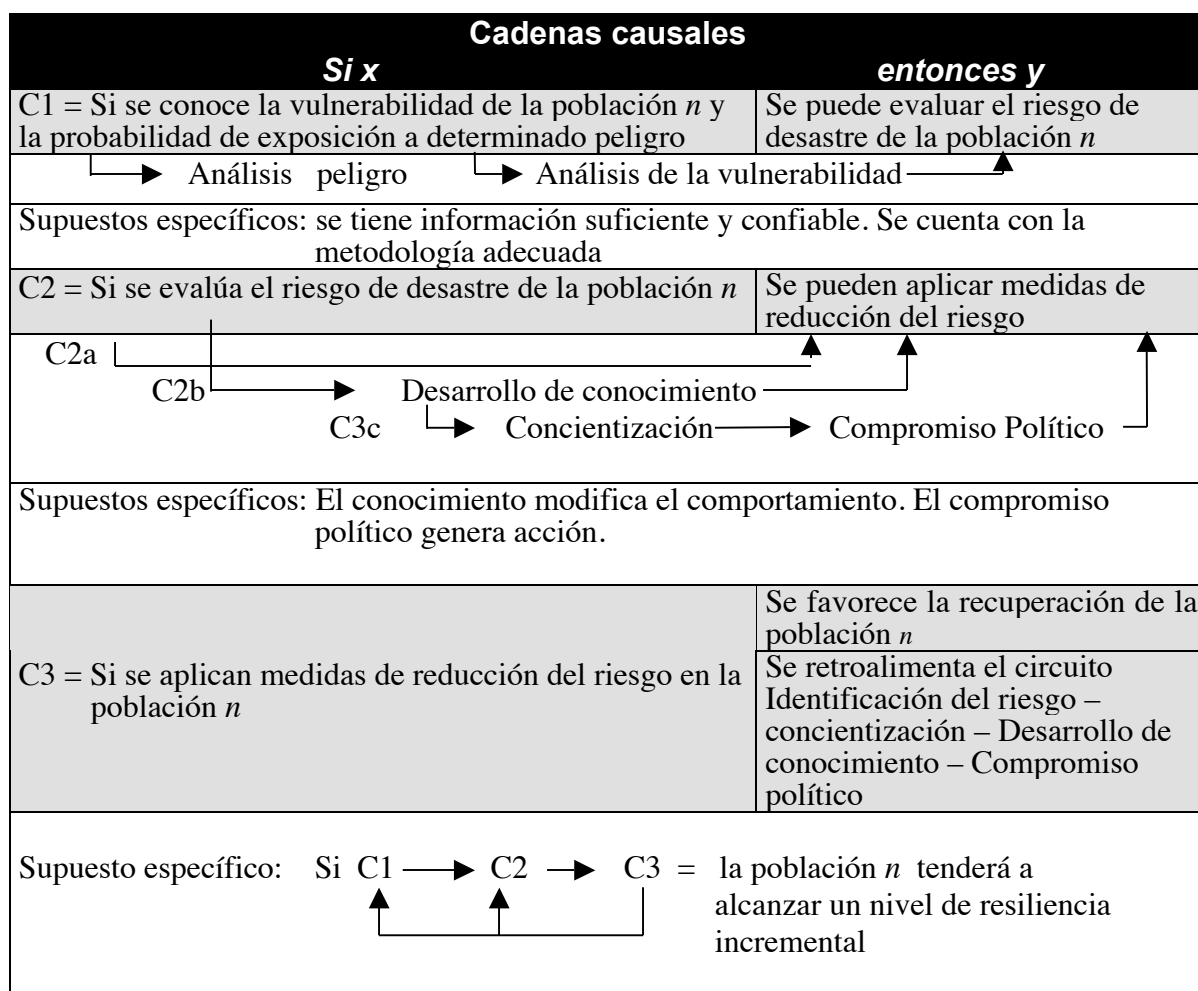 Cadenas causales
Si x entonces y
C1 = Si se conoce la vulnerabilidad de la población n y
la probabilidad de exposición a determinado peligro
Se puede evaluar el riesgo de
desastre de la población n
Análisis peligro Análisis de la vulnerabilidad
Supuestos específicos: se tiene información suficiente y confiable. Se cuenta con la
metodología adecuada
C2 = Si se evalúa el riesgo de desastre de la población n
Se pueden aplicar medidas de
reducción del riesgo
C2a
C2b Desarrollo de conocimiento
C3c Concientización Compromiso Político
Supuestos específicos: El conocimiento modifica el comportamiento. El compromiso
político genera acción.
C3 = Si se aplican medidas de reducción del riesgo en la
población n
Se favorece la recuperación de la
población n
Se retroalimenta el circuito
Identificación del riesgo –
concientización – Desarrollo de
conocimiento – Compromiso
político
Supuesto específico: Si C1 C2 C3 = la población n tenderá a
alcanzar un nivel de resiliencia
incremental